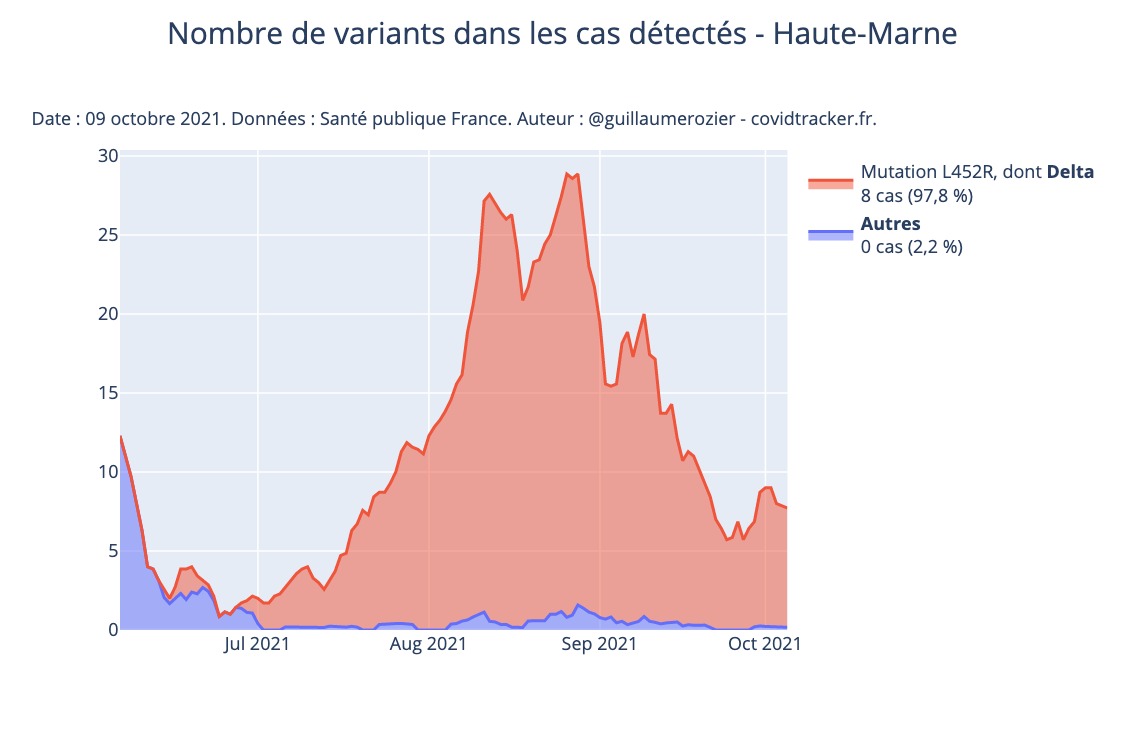 Nombre de variants dans les cas détectés - Haute-Marne
Date : 09 octobre 2021. Données : Santé publique France. Auteur : @guillaumerozier - covidtracker.fr.
30
25
20
15
10
5
0
Jul 2021
Aug 2021
Sep 2021
Oct 2021
Mutation L452R, dont Delta
8 cas (97,8 %)
Autres
0 cas (2,2 %)